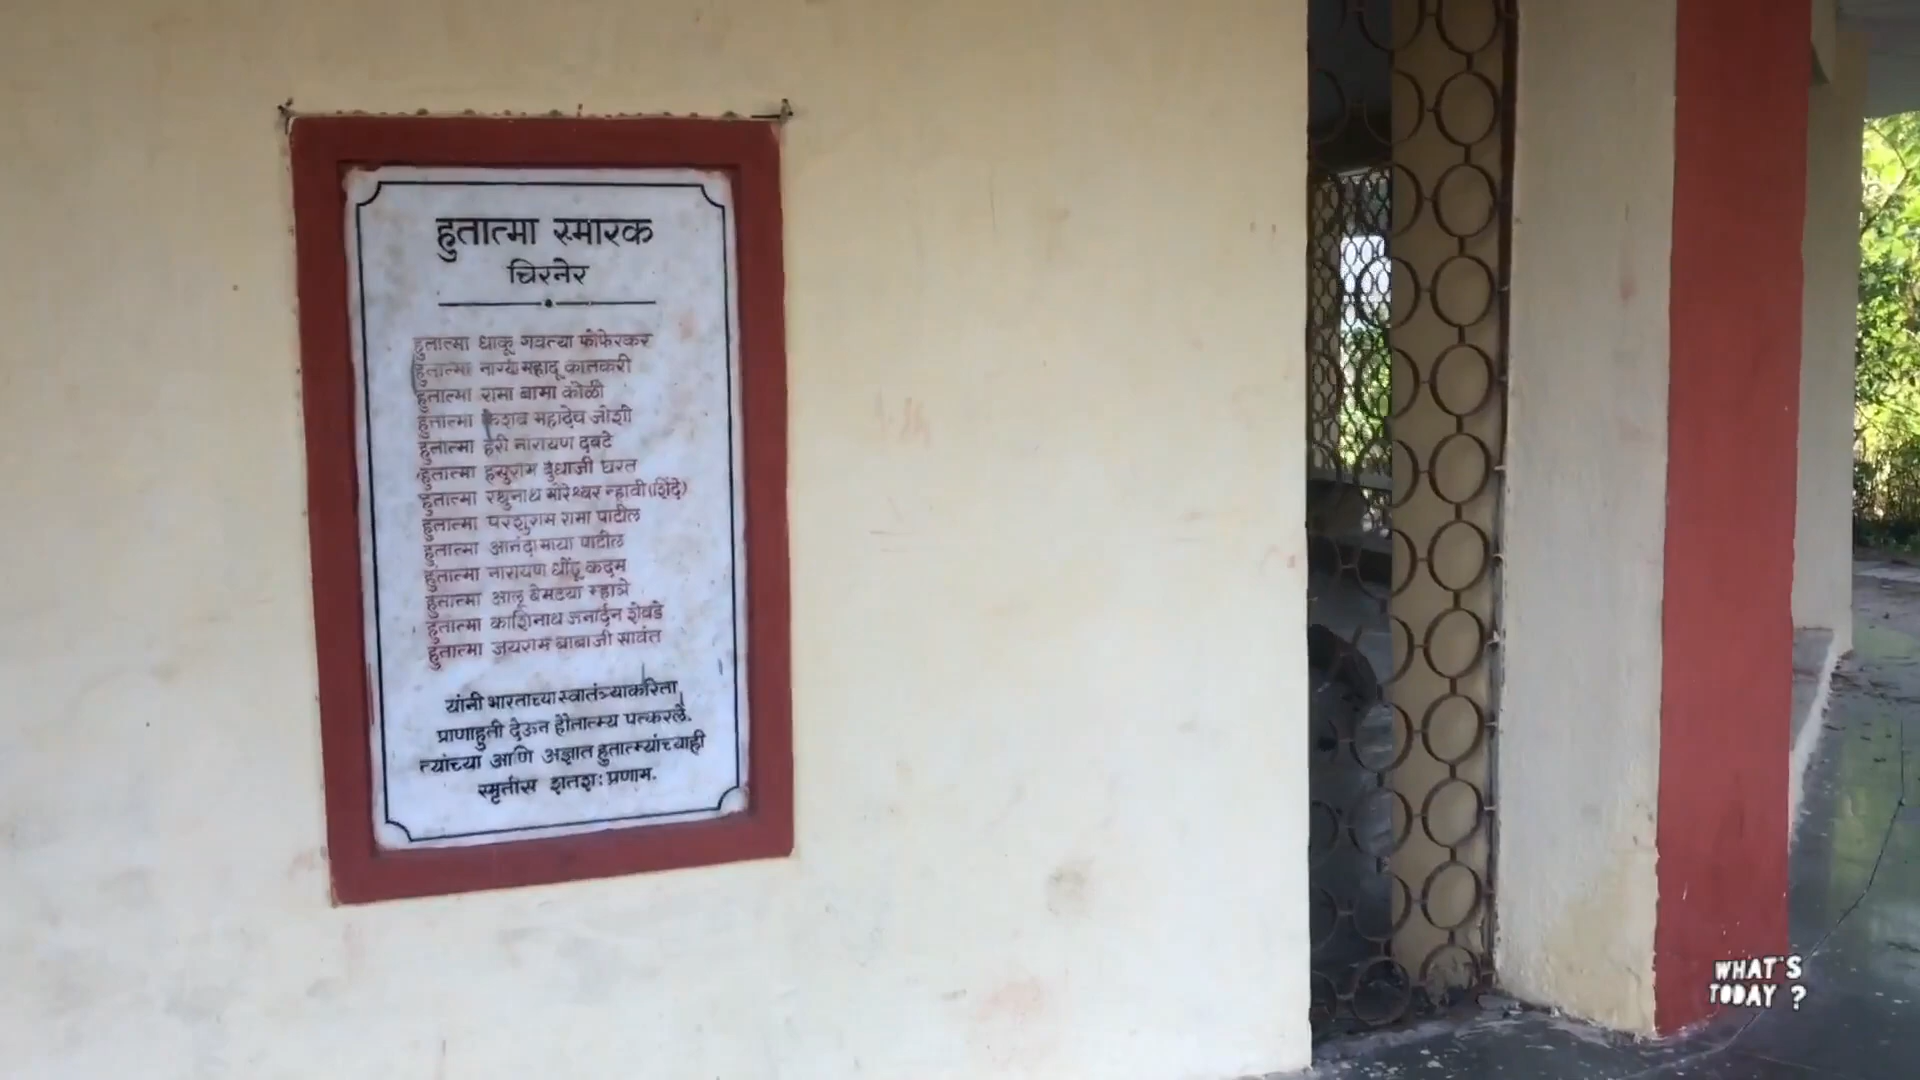 हुतात्मा स्मारक
चिरनेर
हुतात्मा धाकू गवत्या फोफेरकर
हुतात्मा नाग्या महादू कातकरी
हुतात्मा रामा बामा कोळी
हुतात्मा केशव महादेव जोशी
हुतात्मा हरी नारायण दबटे
हुतात्मा हसुराम बुधाजी घरत
हुतात्मा रघुनाथ मोरेश्वर न्हावी (शिंदे)
हुतात्मा परशुराम रामा पाटील
हुतात्मा आनंदा माया पाटील
हुतात्मा नारायण धोंडू कदम
हुतात्मा आलू बेमट्या म्हात्रे
हुतात्मा काशिनाथ जनार्दन शेवडे
हुतात्मा जयराम बाबाजी सावंत
यांनी भारताच्या स्वातंत्र्याकरिता
प्राणाहुती देऊन हौतात्म्य पत्करले.
त्यांच्या आणि अज्ञात हुतात्म्यांच्याही
स्मृतीस शतशः प्रणाम.
WHAT'S
TODAY ?